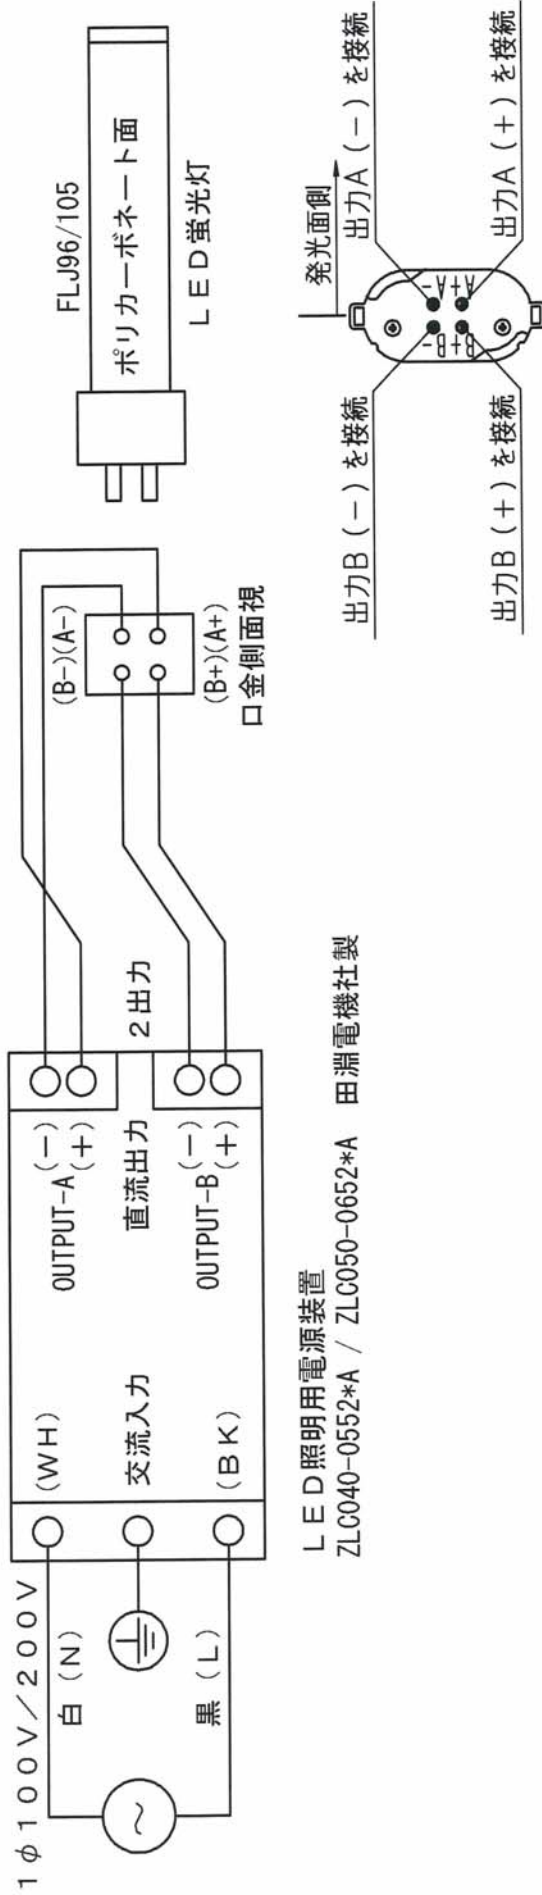 1φ100V/200V
白(N)
黒(L)
(WH)
交流入力
(BK)
OUTPUT-A
(-)
(+)
直流出力
OUTPUT-B
(-)
(+)
2出力
LED照明用電源装置
ZLC040-0552*A / ZLC050-0652*A 田淵電機社製
(B-)(A-)
(B+)(A+)
口金側面視
FLJ96/105
ポリカーボネート面
LED蛍光灯
発光面側
出力B(-)を接続
出力A(-)を接続
- -
B A
+ +
B A
出力B(+)を接続
出力A(+)を接続